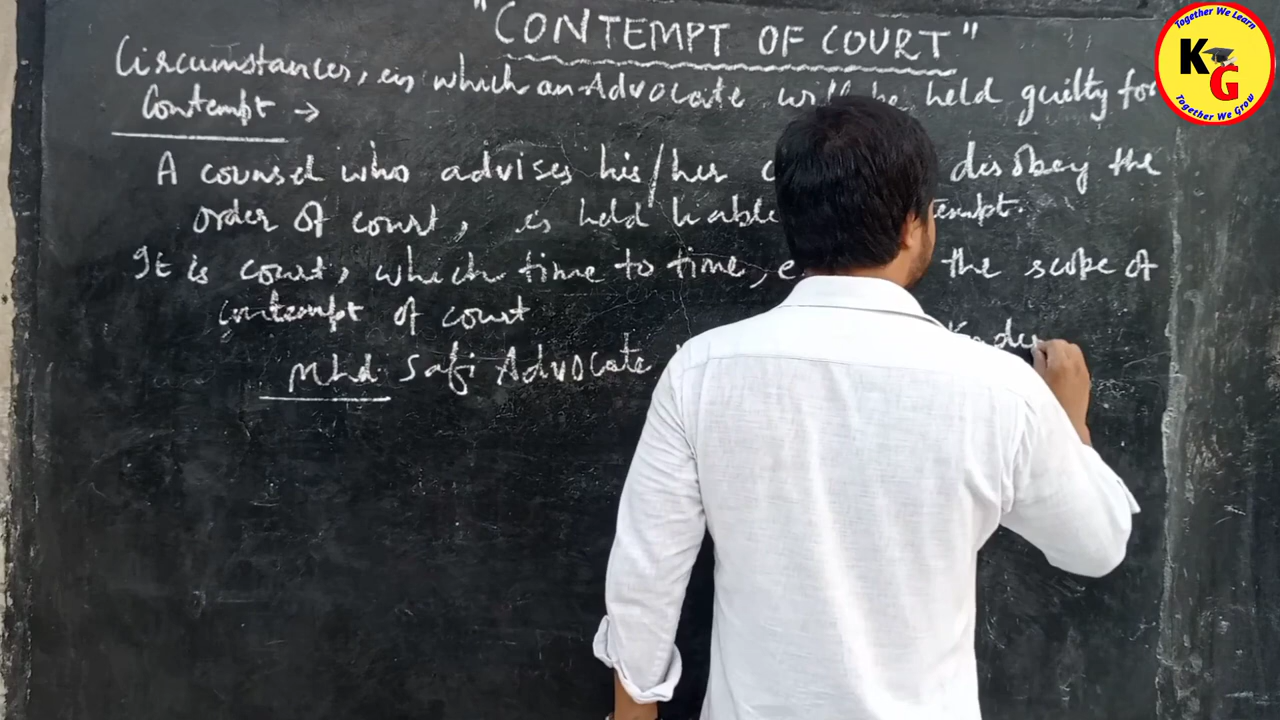 "CONTEMPT OF COURT"
Circumstances, in which an Advocate will be held guilty for
Contempt →
A counsel who advises his/her disobey the
order of court, is held liable
It is court, which time to time, the scope of
contempt of court
Mhd. Safi Advocate
Together We Learn
KG
Together We Grow